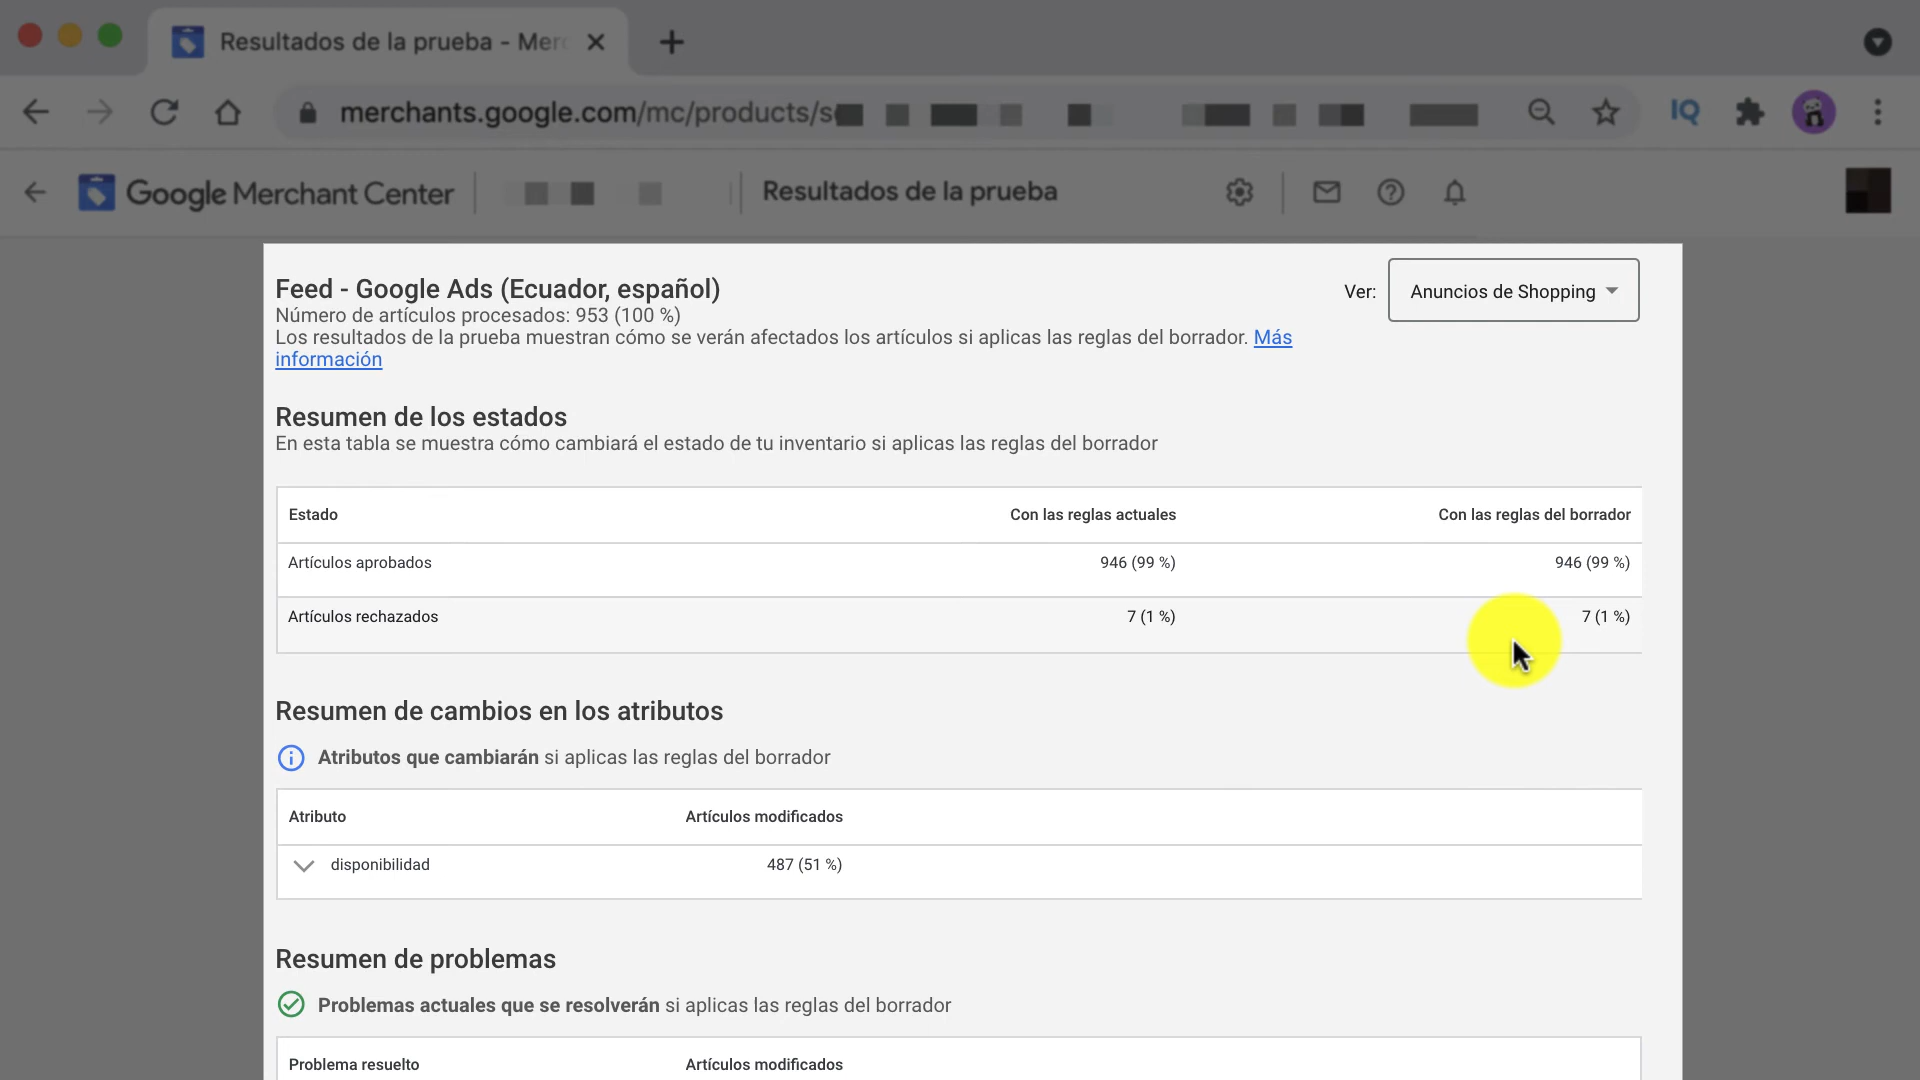 Resultados de la prueba - Merc
merchants.google.com/mc/products/s
IQ
Google Merchant Center
Resultados de la prueba
Feed - Google Ads (Ecuador, español)
Ver: Anuncios de Shopping
Número de artículos procesados: 953 (100 %)
Los resultados de la prueba muestran cómo se verán afectados los artículos si aplicas las reglas del borrador. Más
información
Resumen de los estados
En esta tabla se muestra cómo cambiará el estado de tu inventario si aplicas las reglas del borrador
Estado Con las reglas actuales Con las reglas del borrador
Artículos aprobados 946 (99 %) 946 (99 %)
Artículos rechazados 7 (1 %) 7 (1 %)
Resumen de cambios en los atributos
Atributos que cambiarán si aplicas las reglas del borrador
Atributo Artículos modificados
disponibilidad 487 (51 %)
Resumen de problemas
Problemas actuales que se resolverán si aplicas las reglas del borrador
Problema resuelto Artículos modificados